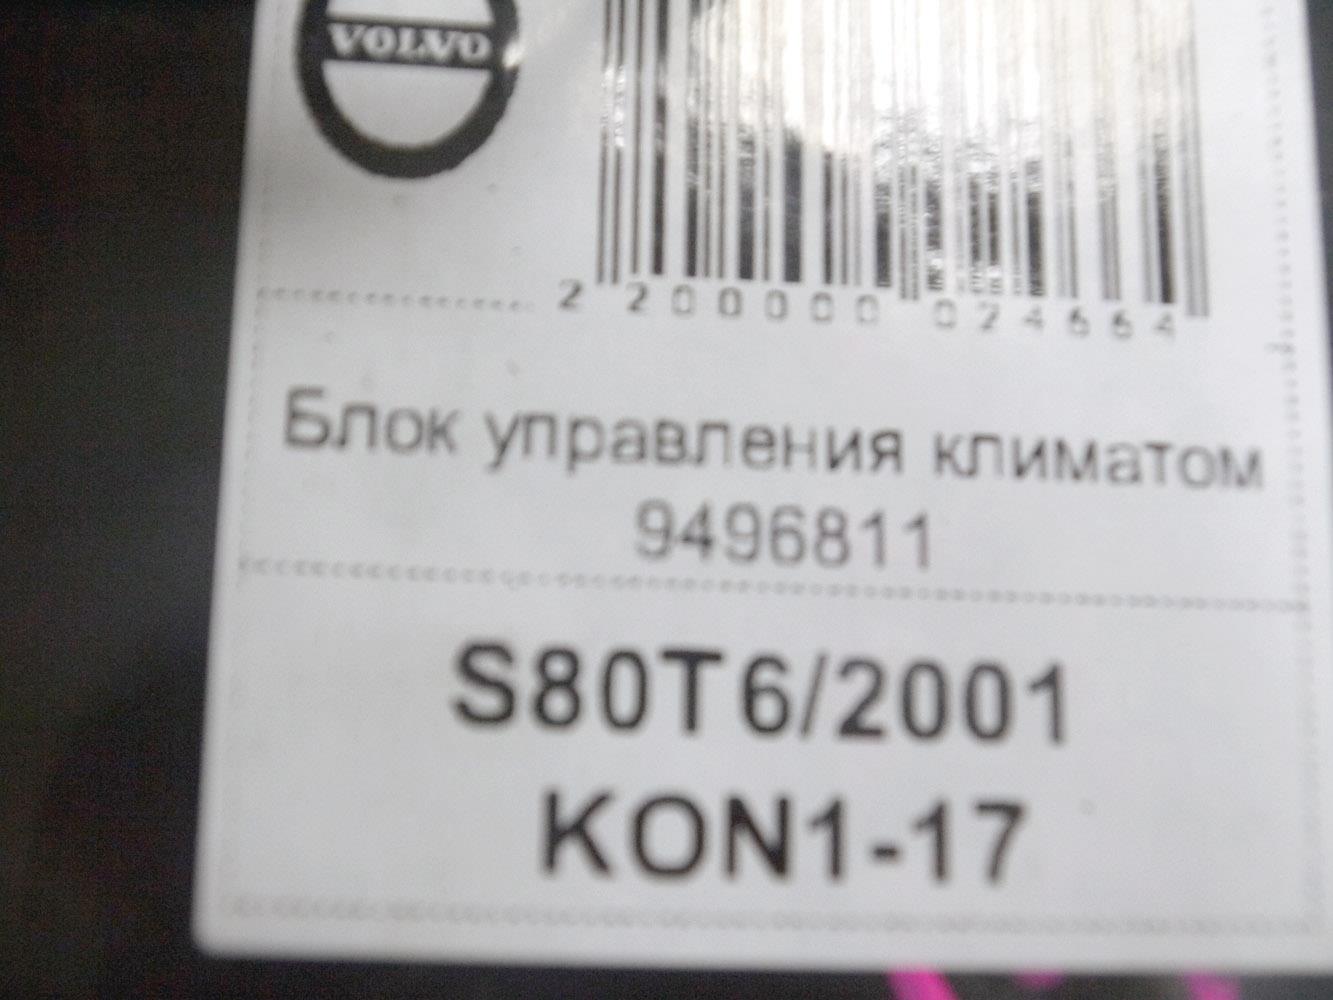 VOLVO
2 200000 024664
Блок управления климатом
9496811
S80T6/2001
KON1-17